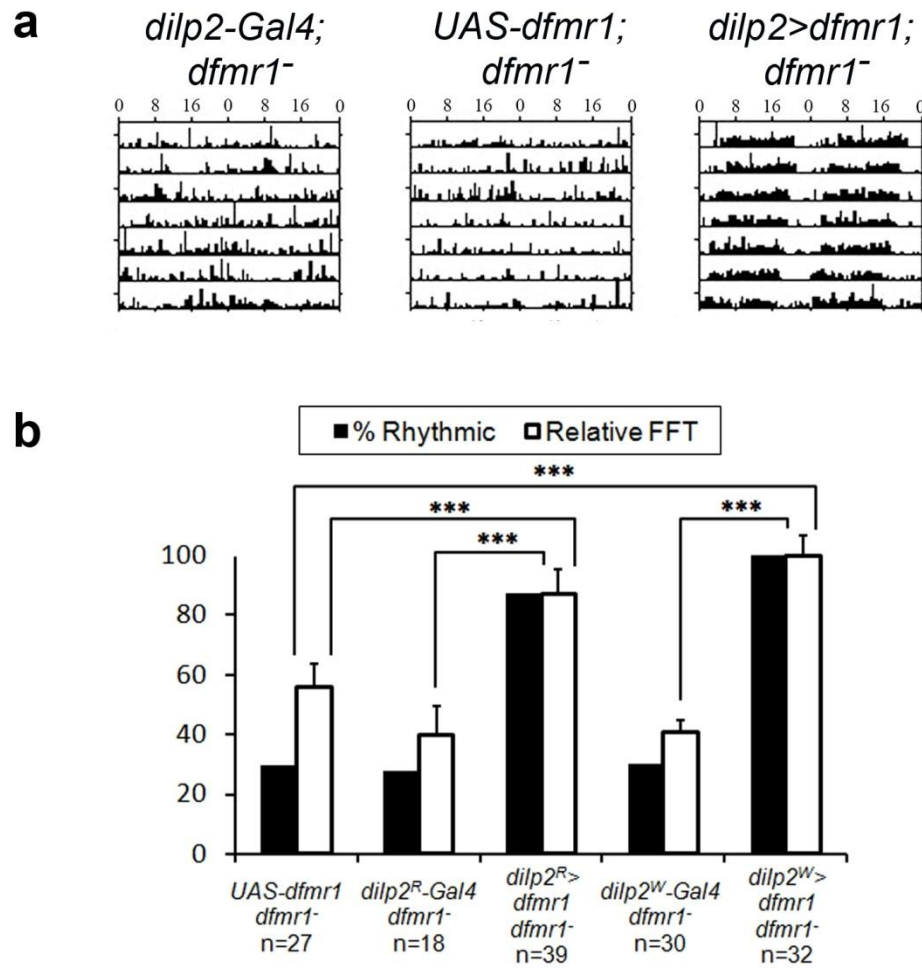 a
dilp2-Gald; UAS-dfmr1; dilp2>dfmr1;
dfmr1⁻ dfmr1⁻ dfmr1⁻
0 8 16 0 8 16 0 0 8 16 0 8 16 0 0 8 16 0 8 16 0
b
% Rhythmic Relative FFT
***
*** ***
***
100
80
60
40
20
0
UAS-dfmr1 dfmr1- n=27
dilp2ᴿ-Gal4 dfmr1- n=18
dilp2ᴿ> dfmr1 dfmr1- n=39
dilp2ᵂ-Gal4 dfmr1- n=30
dilp2ᵂ> dfmr1 dfmr1- n=32